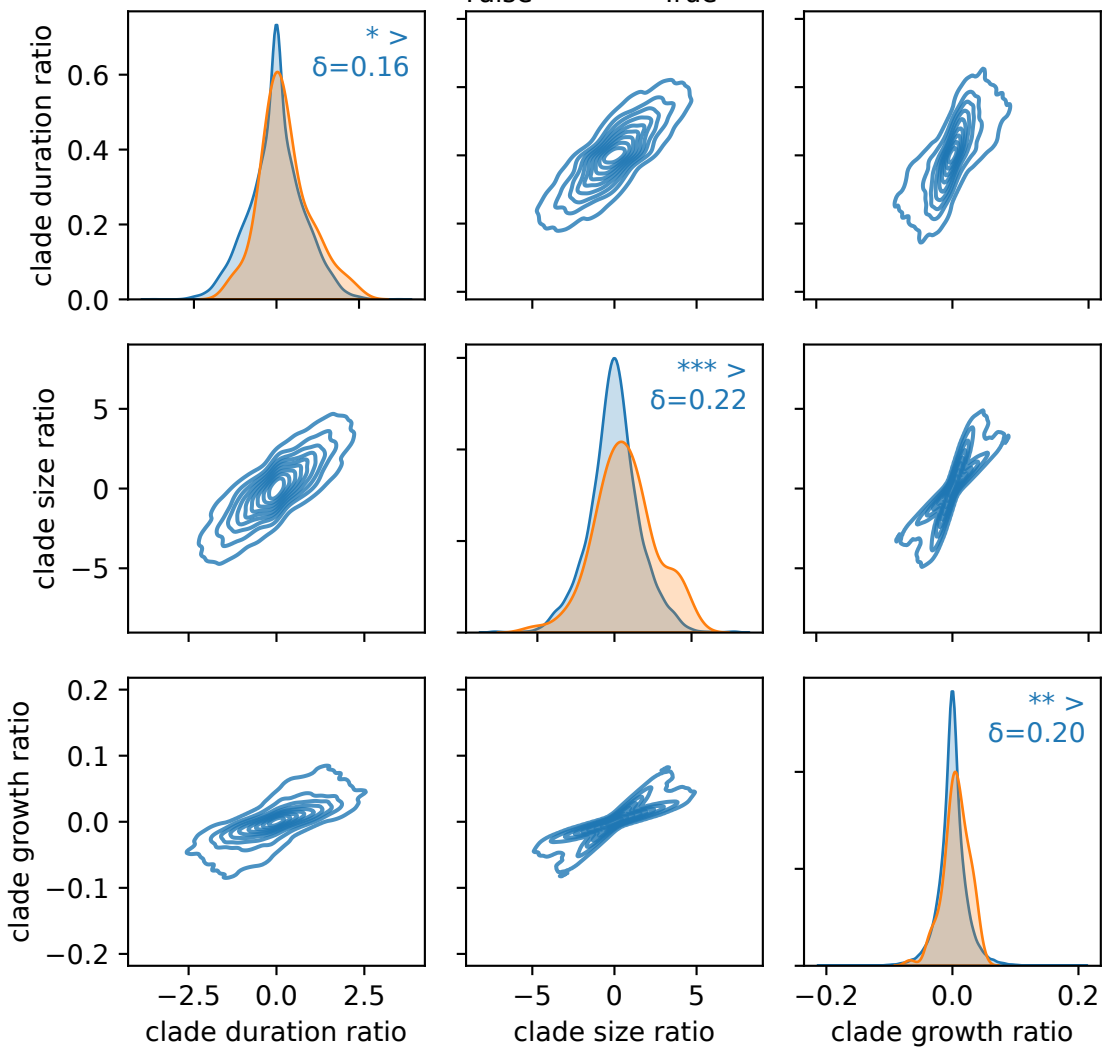 False True
clade duration ratio
0.6
0.4
0.2
0.0
* >
δ=0.16
clade size ratio
5
0
−5
*** >
δ=0.22
clade growth ratio
0.2
0.1
0.0
−0.1
−0.2
** >
δ=0.20
−2.5 0.0 2.5
−5 0 5
−0.2 0.0 0.2
clade duration ratio
clade size ratio
clade growth ratio